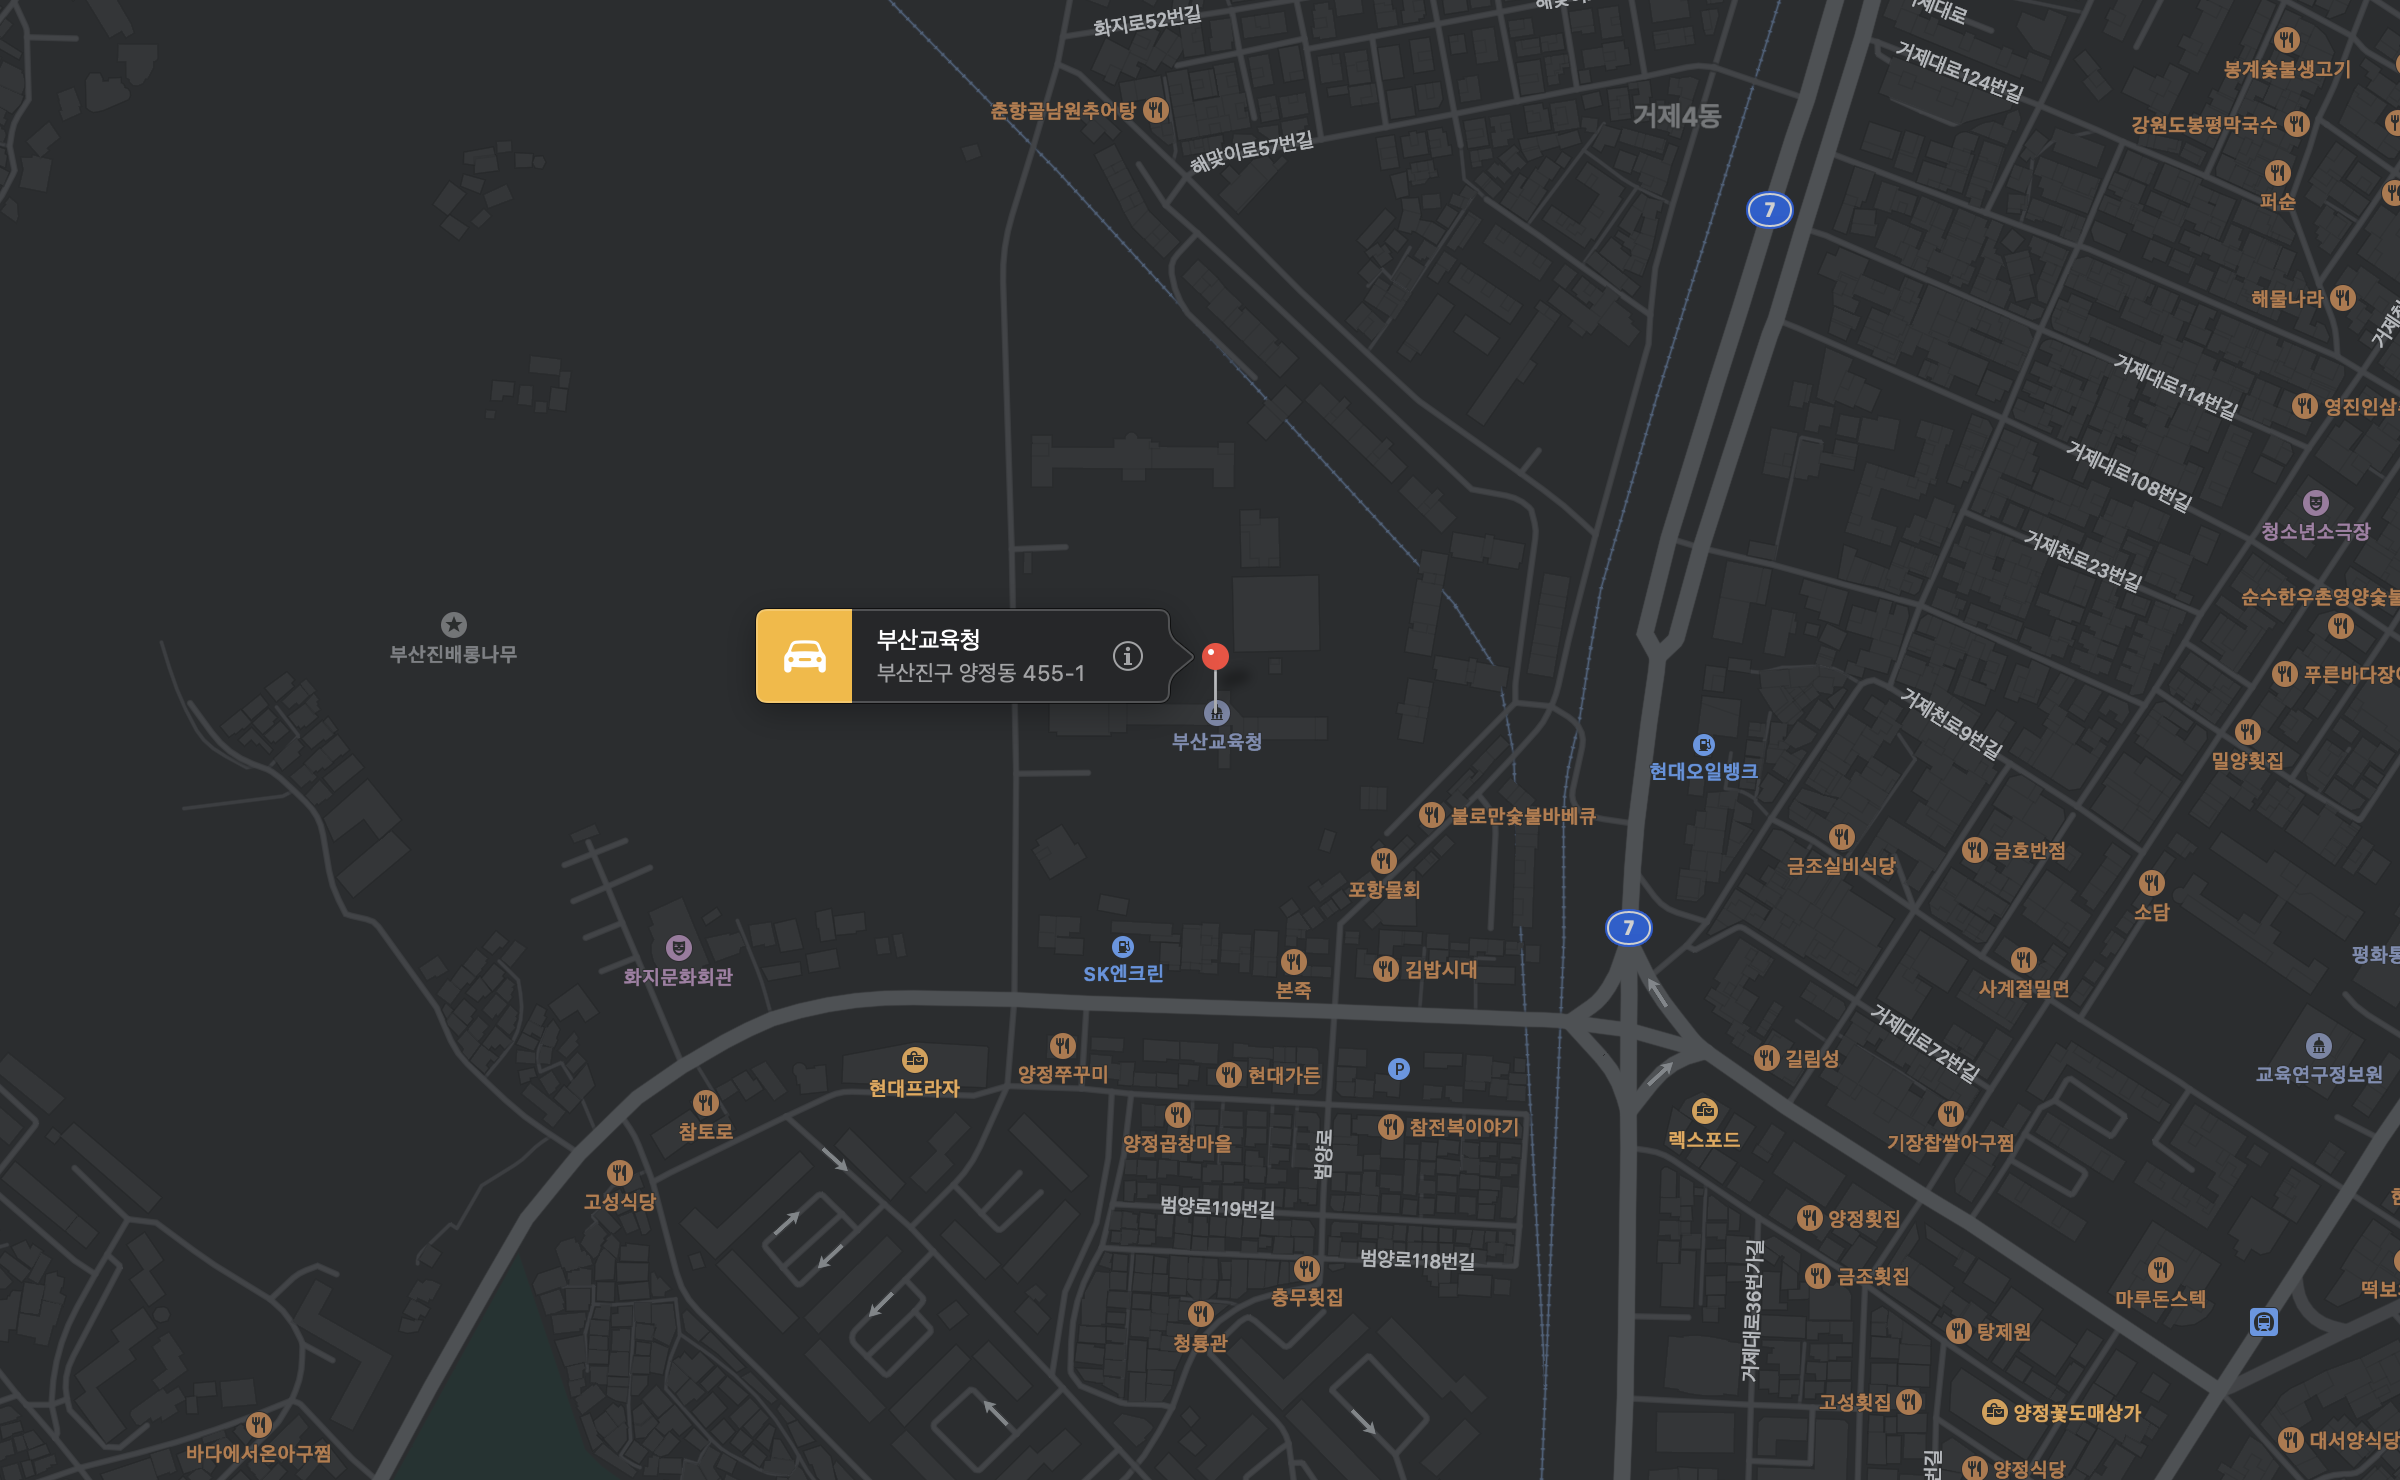 화지로52번길
거제대로
봉계숯불생고기
거제대로124번길
춘향골남원추어탕
거제4동
강원도봉평막국수
해맞이로57번길
7
퍼순
해물나라
거제대로114번길
영진인삼
거제대로108번길
청소년소극장
거제천로23번길
순수한우촌영양숯불
부산교육청
부산진구 양정동 455-1
부산진배롱나무
푸른바다장어
거제천로9번길
부산교육청
밀양횟집
현대오일뱅크
불로만숯불바베큐
금조실비식당
금호반점
포항물회
소담
7
평화통
화지문화회관
SK엔크린
본죽
김밥시대
사계절밀면
거제대로72번길
양정쭈꾸미
현대가든
P
길림성
교육연구정보원
현대프라자
참토로
양정곱창마을
참전복이야기
범양로
렉스포드
기장찹쌀아구찜
고성식당
범양로119번길
양정횟집
범양로118번길
거제대로36번가길
금조횟집
충무횟집
마루돈스텍
떡보
청룡관
탕제원
고성횟집
양정꽃도매상가
바다에서온아구찜
대서양식당
번길
양정식당